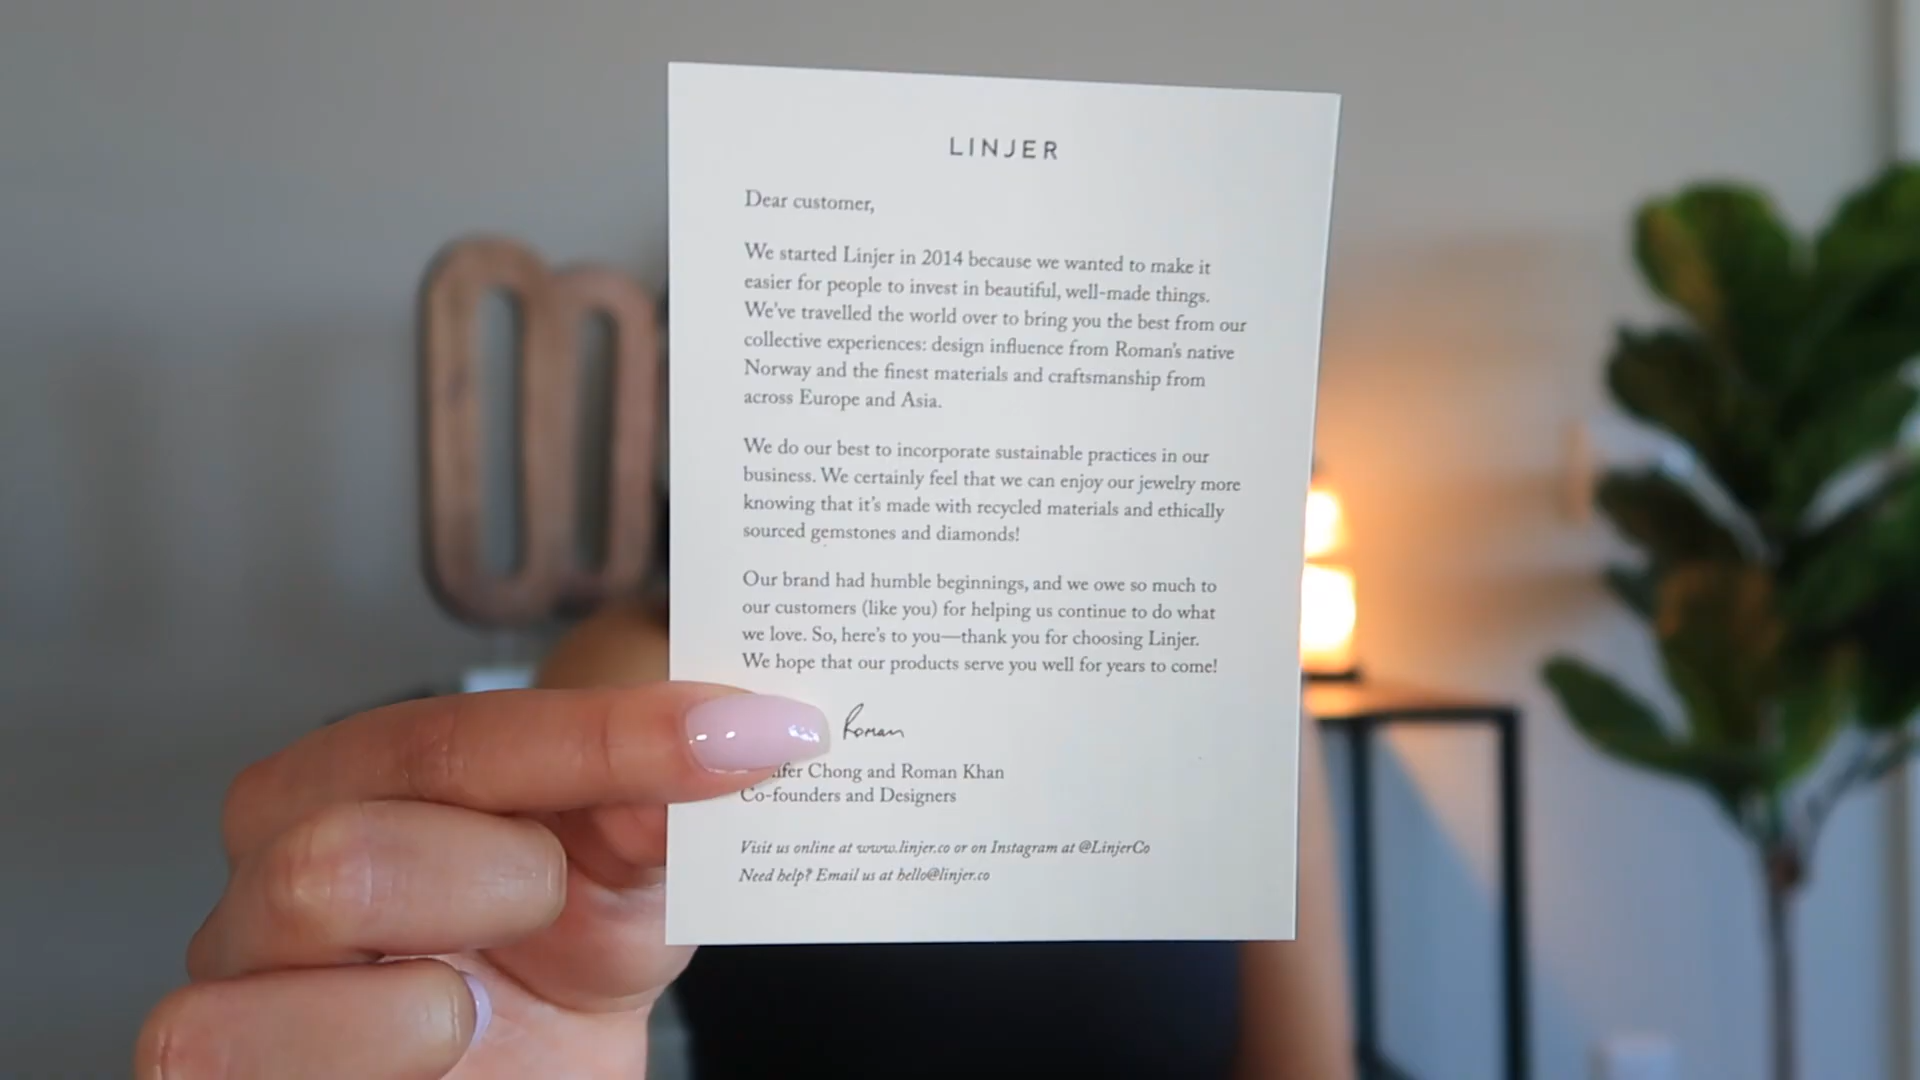 LINJER
Dear customer,
We started Linjer in 2014 because we wanted to make it
easier for people to invest in beautiful, well-made things.
We've travelled the world over to bring you the best from our
collective experiences: design influence from Roman's native
Norway and the finest materials and craftsmanship from
across Europe and Asia.
We do our best to incorporate sustainable practices in our
business. We certainly feel that we can enjoy our jewelry more
knowing that it's made with recycled materials and ethically
sourced gemstones and diamonds!
Our brand had humble beginnings, and we owe so much to
our customers (like you) for helping us continue to do what
we love. So, here's to you—thank you for choosing Linjer.
We hope that our products serve you well for years to come!
Roman
Chong and Roman Khan
Co-founders and Designers
Visit us online at www.linjer.co or on Instagram at @LinjerCo
Need help? Email us at hello@linjer.co